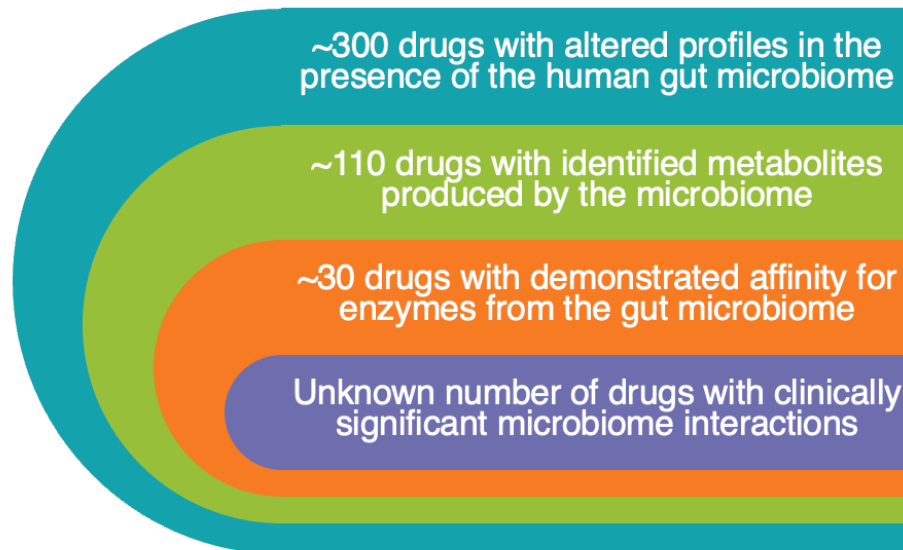 ~300 drugs with altered profiles in the
presence of the human gut microbiome
~110 drugs with identified metabolites
produced by the microbiome
~30 drugs with demonstrated affinity for
enzymes from the gut microbiome
Unknown number of drugs with clinically
significant microbiome interactions